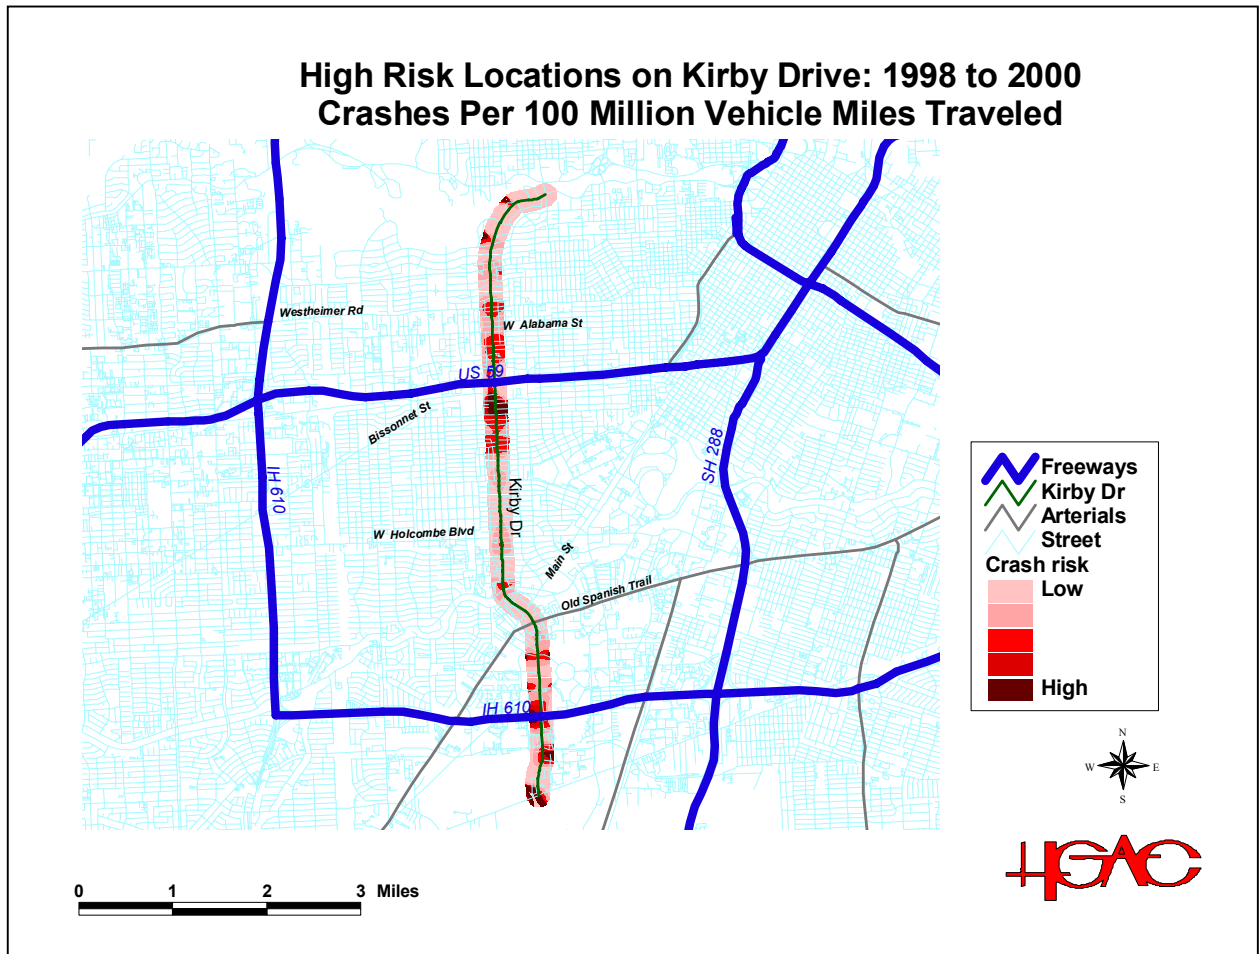 High Risk Locations on Kirby Drive: 1998 to 2000
Crashes Per 100 Million Vehicle Miles Traveled
Westheimer Rd
W Alabama St
US 59
Bissonnet St
SH 288
IH 610
Kirby Dr
W Holcombe Blvd
Main St
Old Spanish Trail
IH 610
Freeways
Kirby Dr
Arterials
Street
Crash risk
Low
High
N
W E
S
HGAC
0 1 2 3 Miles